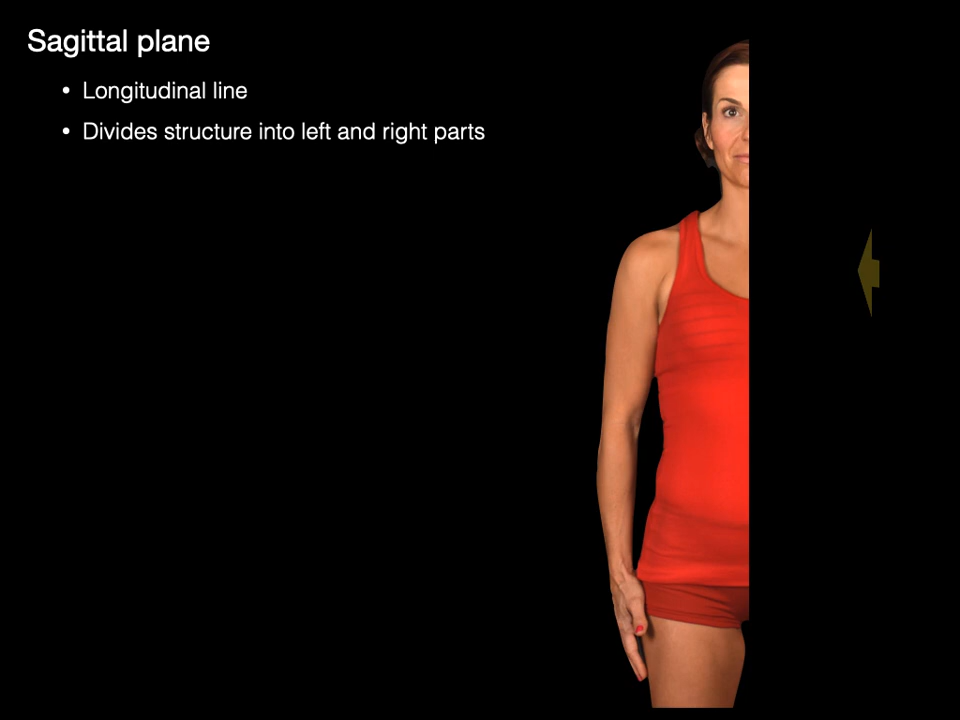 Sagittal plane
• Longitudinal line
• Divides structure into left and right parts